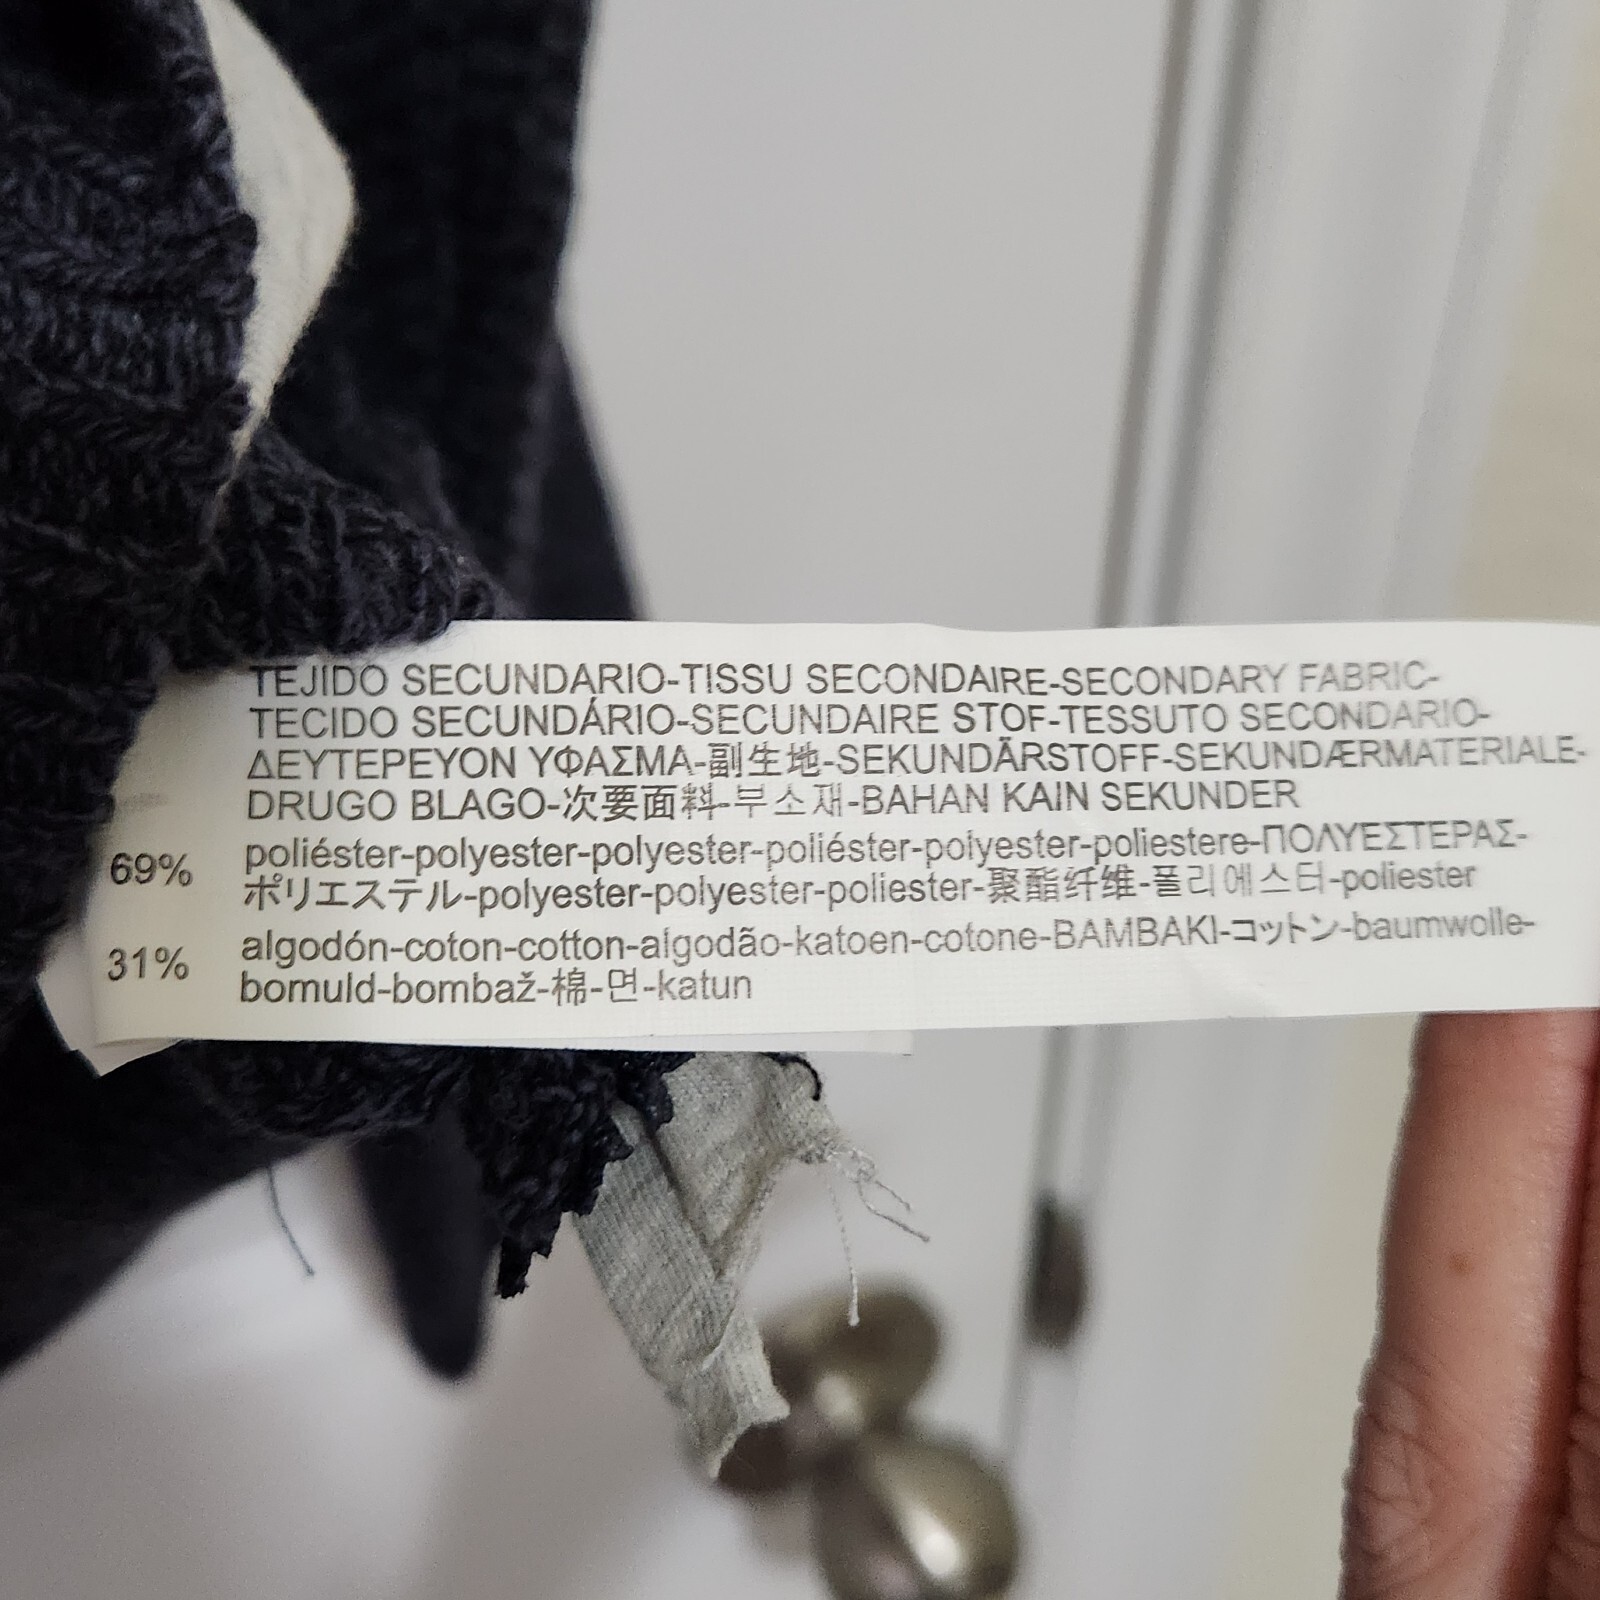 TEJIDO SECUNDARIO-TISSU SECONDAIRE-SECONDARY FABRIC-
TECIDO SECUNDÁRIO-SECUNDAIRE STOF-TESSUTO SECONDARIO-
ΔΕΥΤΕΡΕΥΟΝ ΥΦΑΣΜΑ-副生地-SEKUNDÄRSTOFF-SEKUNDÆRMATERIALE-
DRUGO BLAGO-次要面料-부소재-BAHAN KAIN SEKUNDER
69% poliéster-polyester-polyester-poliéster-polyester-poliestere-ΠΟΛΥΕΣΤΕΡΑΣ-
ポリエステル-polyester-polyester-poliester-聚酯纤维-폴리에스터-poliester
31% algodón-coton-cotton-algodão-katoen-cotone-BAMBAKI-コットン-baumwolle-
bomuld-bombaž-棉-면-katun